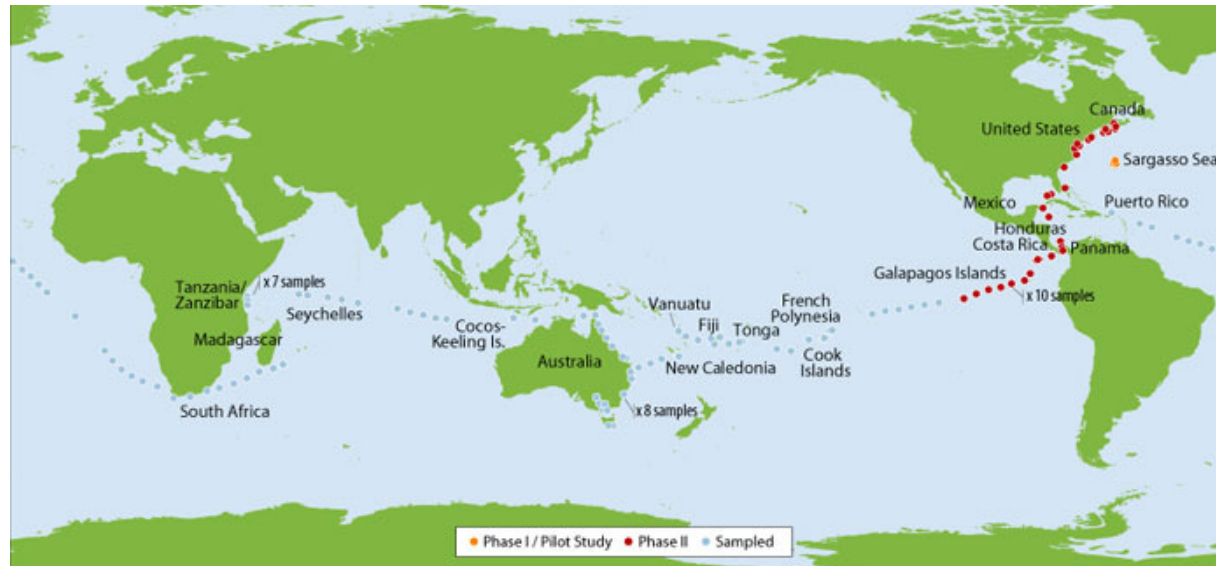 Canada
United States
Sargasso Sea
Mexico
Puerto Rico
Honduras
Costa Rica
Panama
Galapagos Islands
x 10 samples
Tanzania/
Zanzibar
x 7 samples
Seychelles
Madagascar
South Africa
Cocos-
Keeling Is.
Australia
x 8 samples
Vanuatu
Fiji
Tonga
French
Polynesia
New Caledonia
Cook
Islands
Phase I / Pilot Study
Phase II
Sampled